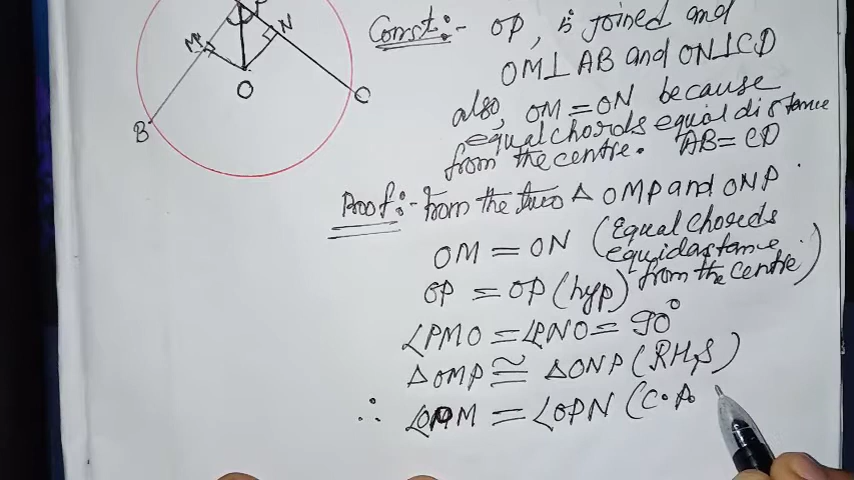 N
M
O
C
B
Const:- OP, is joined and
OM⊥AB and ON⊥CD
also, OM = ON because
equal chords equal distance
from the centre. AB = CD
Proof:- from the two △ OMP and ONP
OM = ON (Equal chords
equidastance
from the centre)
OP = OP (hyp)
∠PMO = ∠PNO = 90°
△OMP ≅ △ONP (RHS)
∴ ∠OPM = ∠OPN (C.P.